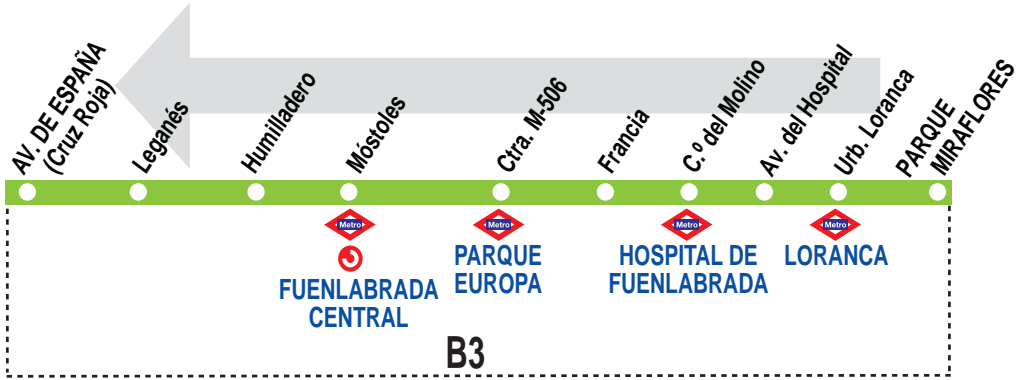 AV. DE ESPAÑA
(Cruz Roja)
Leganés
Humilladero
Móstoles
Ctra. M-506
Francia
C.º del Molino
Av. del Hospital
Urb. Loranca
PARQUE
MIRAFLORES
Metro
Metro
Metro
Metro
FUENLABRADA
CENTRAL
PARQUE
EUROPA
HOSPITAL DE
FUENLABRADA
LORANCA
B3